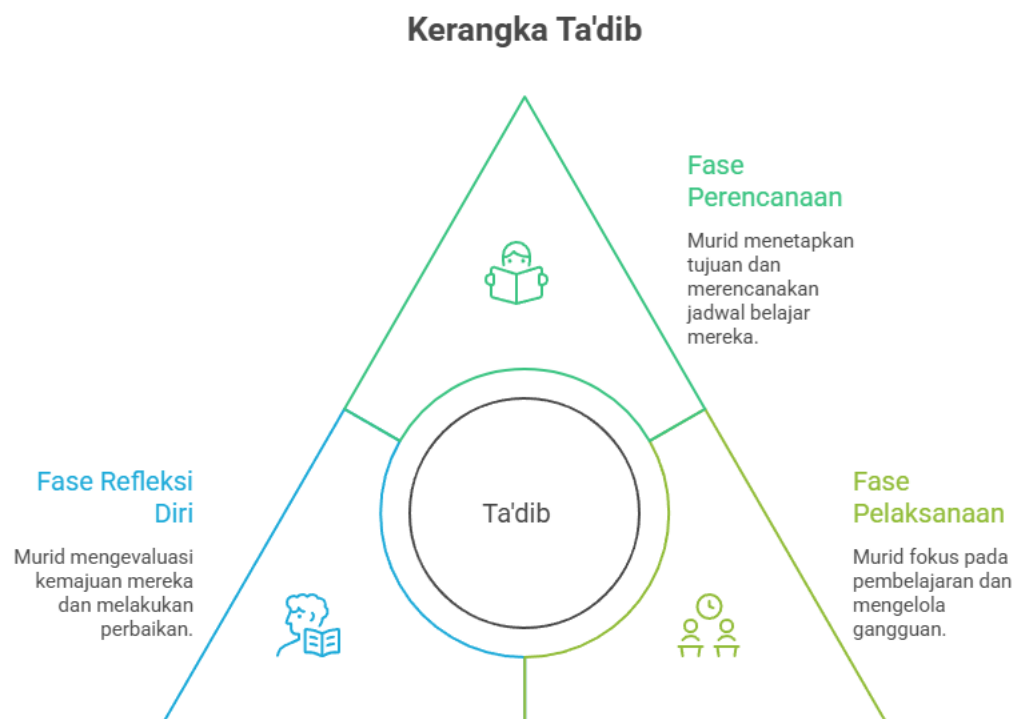 Kerangka Ta'dib
Fase
Perencanaan
Murid menetapkan
tujuan dan
merencanakan
jadwal belajar
mereka.
Fase Refleksi
Diri
Murid mengevaluasi
kemajuan mereka
dan melakukan
perbaikan.
Ta'dib
Fase
Pelaksanaan
Murid fokus pada
pembelajaran dan
mengelola
gangguan.